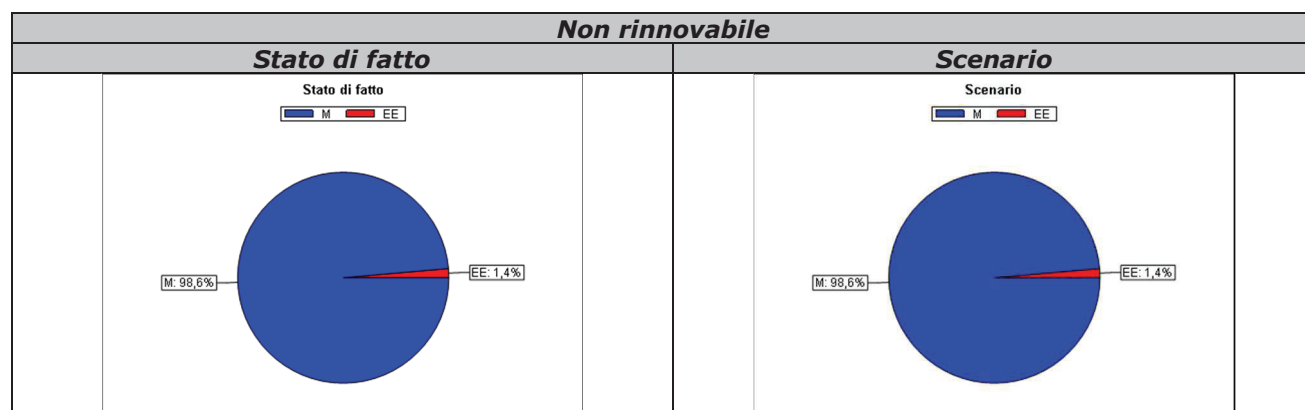 Non rinnovabile
Stato di fatto
Scenario
Stato di fatto
M EE
M: 98,6%
EE: 1,4%
Scenario
M EE
M: 98,6%
EE: 1,4%